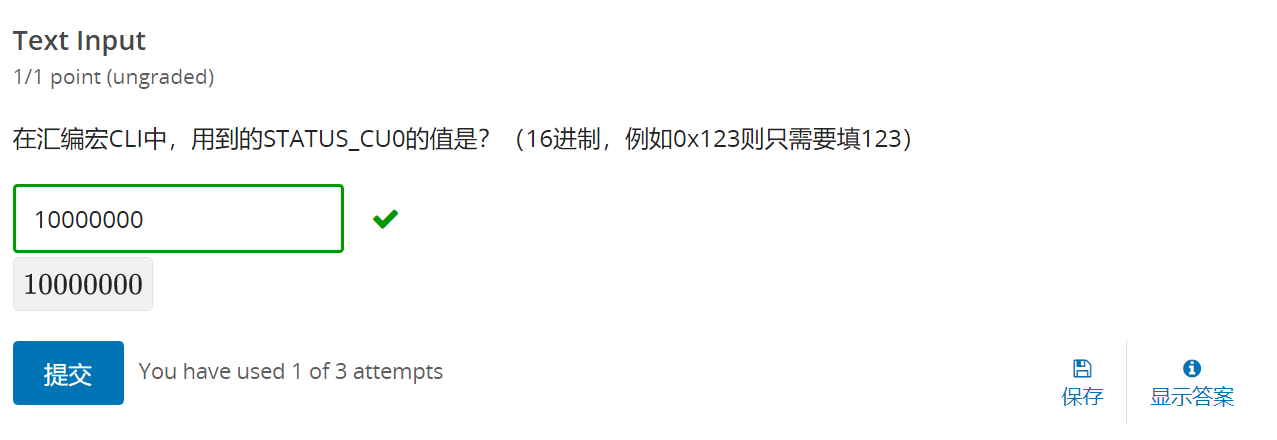 Text Input
1/1 point (ungraded)
在汇编宏CLI中，用到的STATUS_CU0的值是？（16进制，例如0x123则只需要填123）
10000000
10000000
提交
You have used 1 of 3 attempts
保存
显示答案